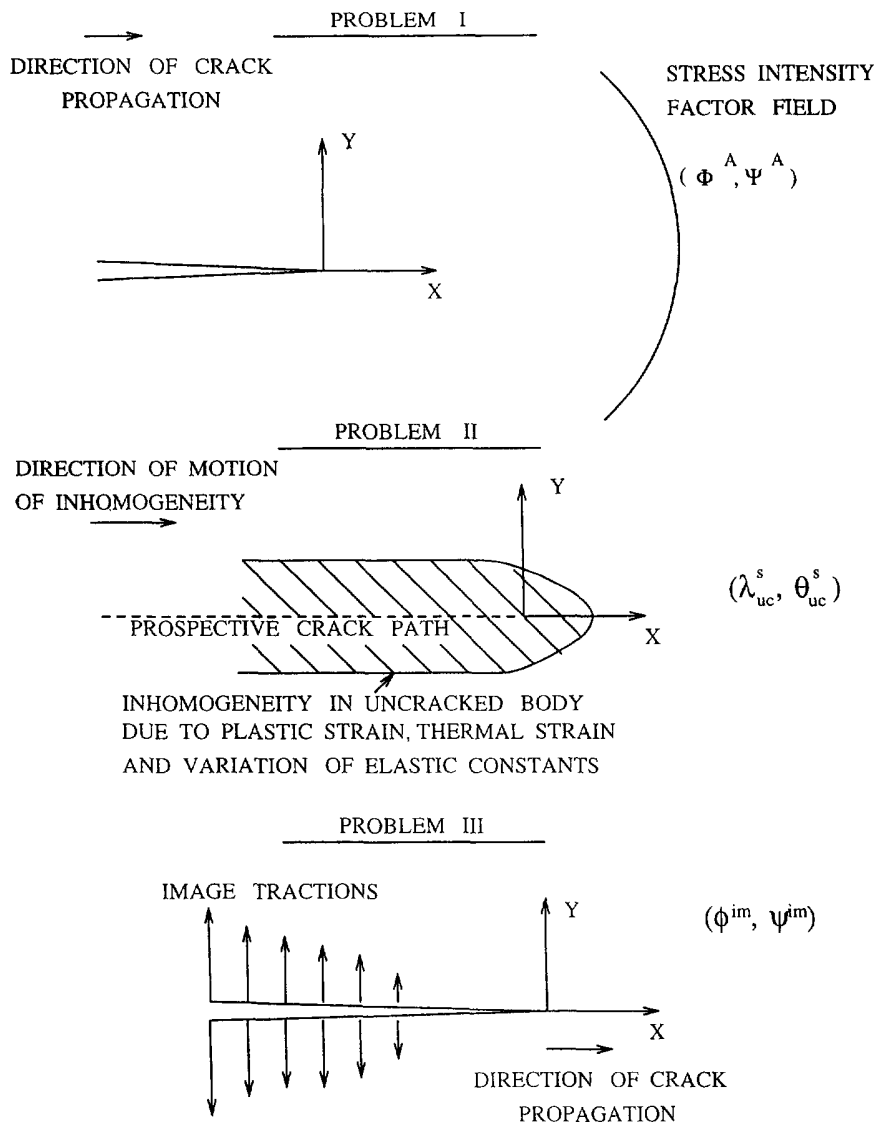 PROBLEM I
DIRECTION OF CRACK
PROPAGATION
STRESS INTENSITY
FACTOR FIELD
(Φ^A, Ψ^A)
Y
X
PROBLEM II
DIRECTION OF MOTION
OF INHOMOGENEITY
Y
(λ^s_uc, θ^s_uc)
X
PROSPECTIVE CRACK PATH
INHOMOGENEITY IN UNCRACKED BODY
DUE TO PLASTIC STRAIN, THERMAL STRAIN
AND VARIATION OF ELASTIC CONSTANTS
PROBLEM III
IMAGE TRACTIONS
Y
(φ^im, ψ^im)
X
DIRECTION OF CRACK
PROPAGATION